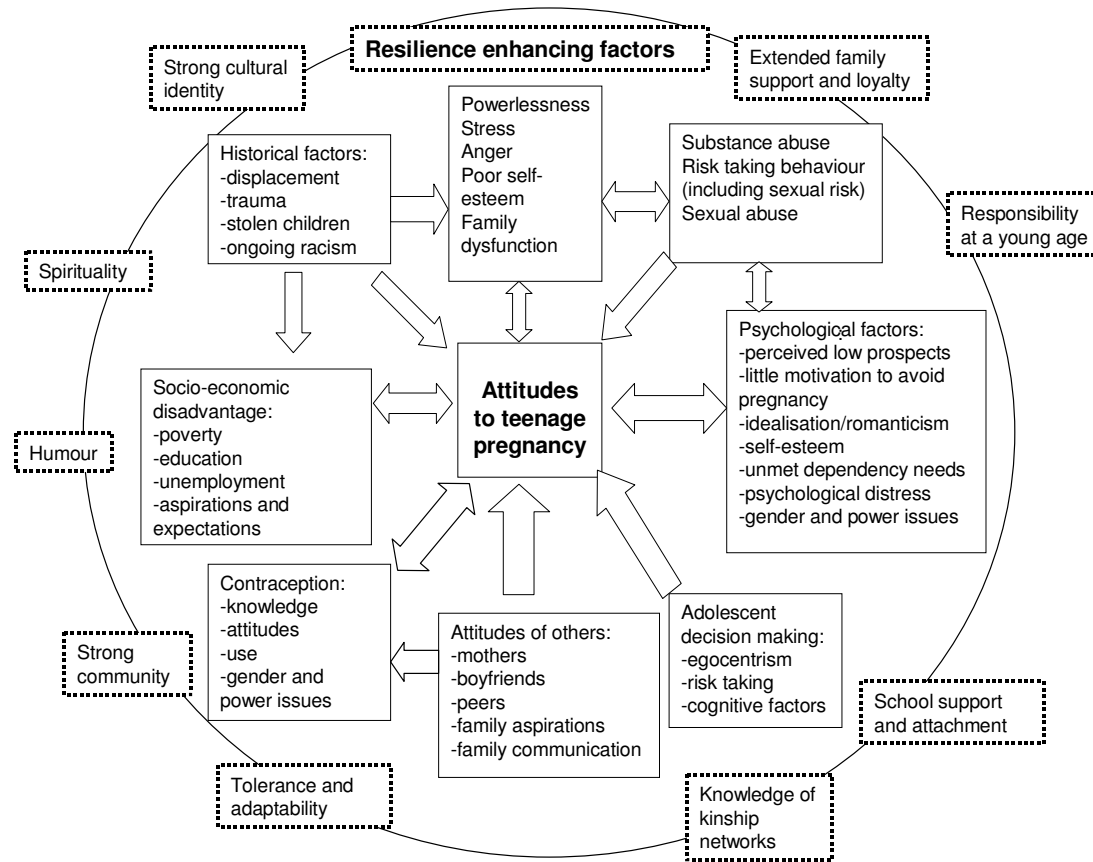 Resilience enhancing factors
Strong cultural
identity
Extended family
support and loyalty
Historical factors:
-displacement
-trauma
-stolen children
-ongoing racism
Powerlessness
Stress
Anger
Poor self-
esteem
Family
dysfunction
Substance abuse
Risk taking behaviour
(including sexual risk)
Sexual abuse
Responsibility
at a young age
Spirituality
Socio-economic
disadvantage:
-poverty
-education
-unemployment
-aspirations and
expectations
Attitudes
to teenage
pregnancy
Psychological factors:
-perceived low prospects
-little motivation to avoid
pregnancy
-idealisation/romanticism
-self-esteem
-unmet dependency needs
-psychological distress
-gender and power issues
Humour
Contraception:
-knowledge
-attitudes
-use
-gender and
power issues
Attitudes of others:
-mothers
-boyfriends
-peers
-family aspirations
-family communication
Adolescent
decision making:
-egocentrism
-risk taking
-cognitive factors
Strong
community
School support
and attachment
Tolerance and
adaptability
Knowledge of
kinship
networks